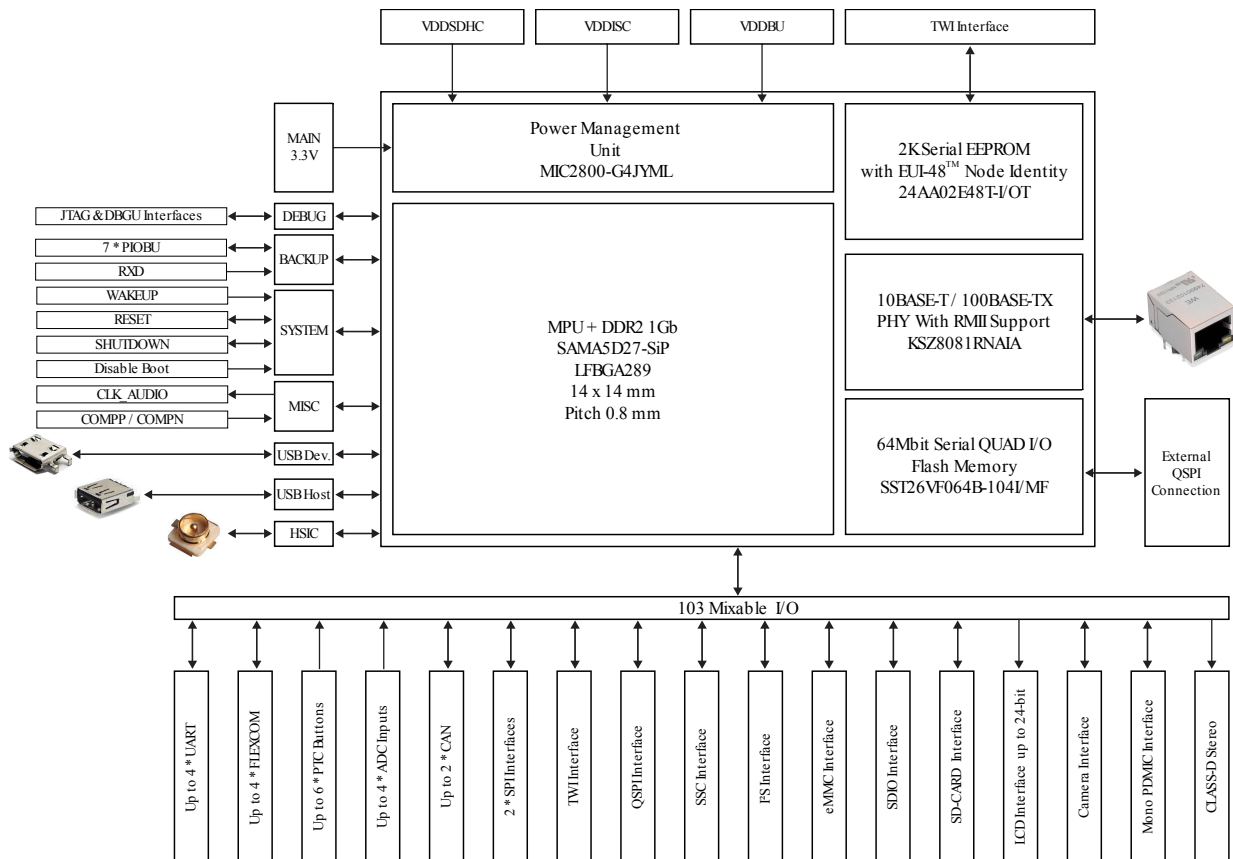 VDDSDHC
VDDISC
VDDBU
TWI Interface
MAIN
3.3V
Power Management
Unit
MIC2800-G4JYML
2K Serial EEPROM
with EUI-48™ Node Identity
24AA02E48T-I/OT
JTAG & DBGU Interfaces
DEBUG
7 * PIOBU
RXD
BACKUP
WAKEUP
RESET
SHUTDOWN
Disable Boot
SYSTEM
CLK_AUDIO
COMPP / COMPN
MISC
USB Dev.
USB Host
HSIC
MPU + DDR2 1Gb
SAMA5D27-SiP
LFBGA289
14 x 14 mm
Pitch 0.8 mm
10BASE-T / 100BASE-TX
PHY With RMII Support
KSZ8081RNAIA
64Mbit Serial QUAD I/O
Flash Memory
SST26VF064B-104I/MF
External
QSPI
Connection
103 Mixable I/O
Up to 4 * UART
Up to 4 * FLEXCOM
Up to 6 * PTC Buttons
Up to 4 * ADC Inputs
Up to 2 * CAN
2 * SPI Interfaces
TWI Interface
QSPI Interface
SSC Interface
I²S Interface
eMMC Interface
SDIO Interface
SD-CARD Interface
LCD Interface up to 24-bit
Camera Interface
Mono PDMIC Interface
CLASS-D Stereo